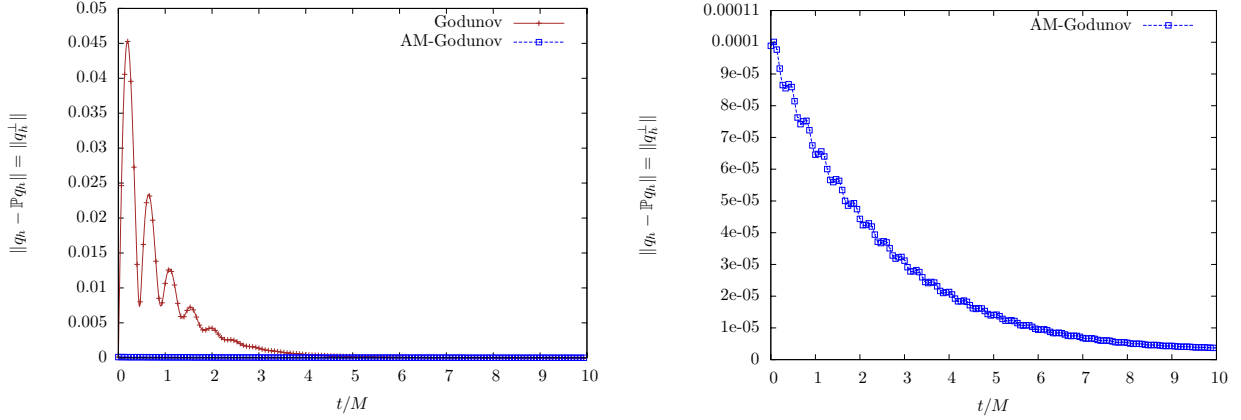 0.05
0.045
0.04
0.035
0.03
0.025
0.02
0.015
0.01
0.005
0
0 1 2 3 4 5 6 7 8 9 10
t/M
‖q_h − ℙq_h‖ = ‖q_h^⊥‖
Godunov
AM-Godunov
0.00011
0.0001
9e-05
8e-05
7e-05
6e-05
5e-05
4e-05
3e-05
2e-05
1e-05
0
0 1 2 3 4 5 6 7 8 9 10
t/M
‖q_h − ℙq_h‖ = ‖q_h^⊥‖
AM-Godunov